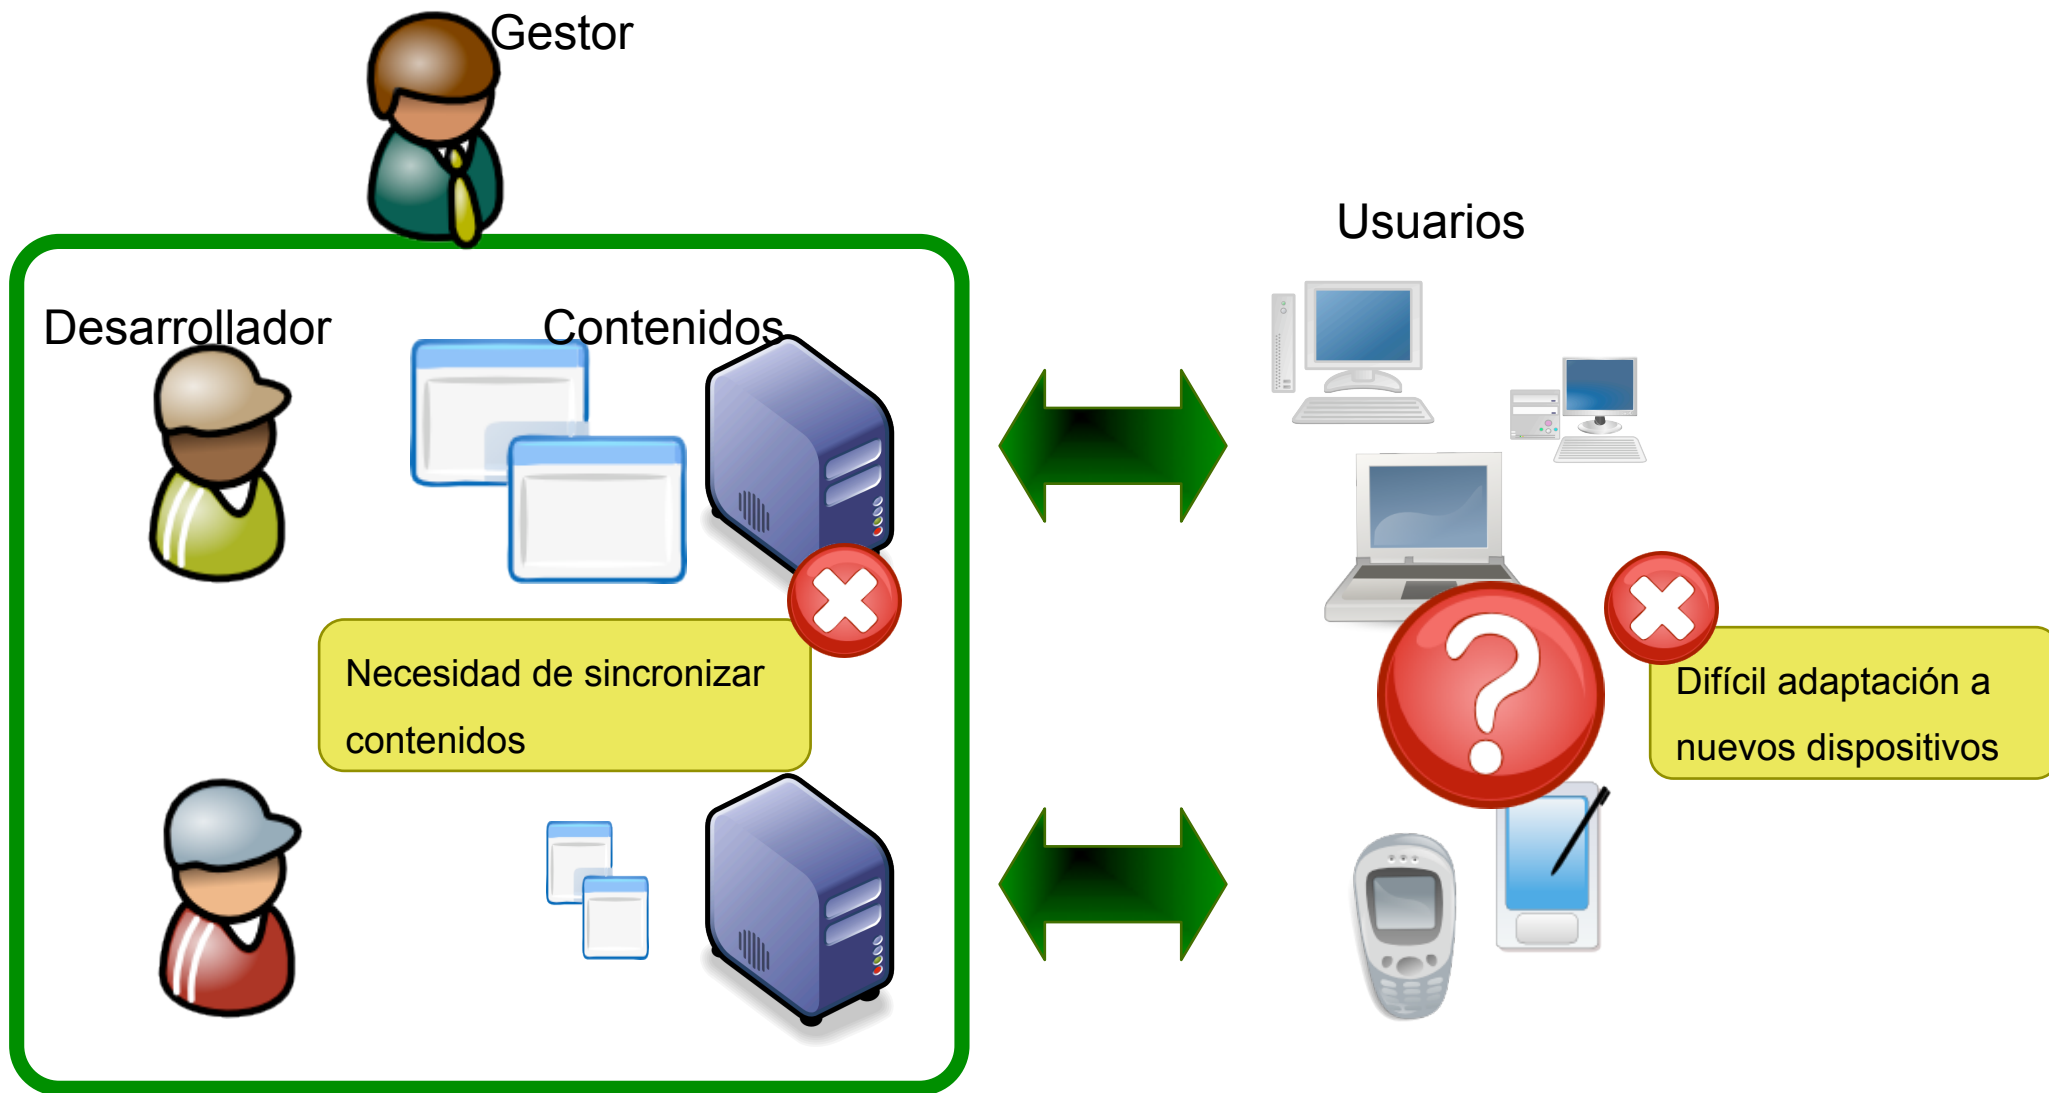 Gestor
Usuarios
Desarrollador
Contenidos
Necesidad de sincronizar
contenidos
Difícil adaptación a
nuevos dispositivos